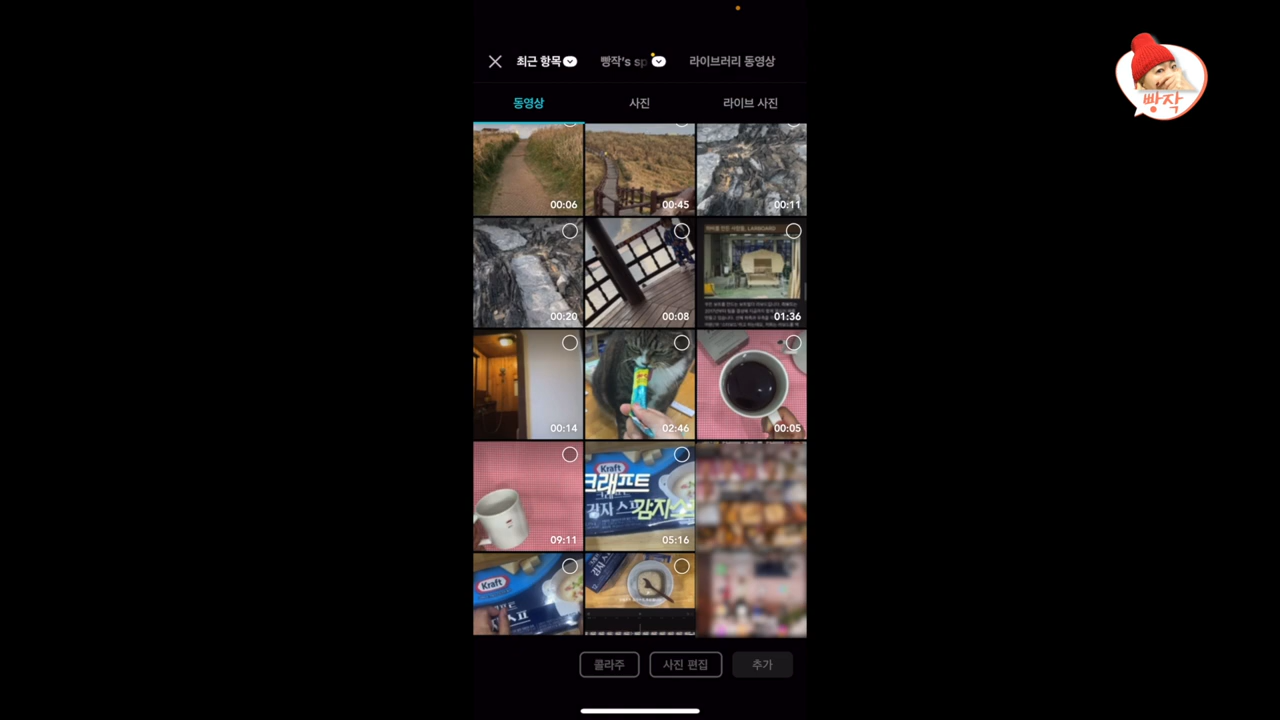 최근 항목
빵작's sp
라이브러리 동영상
동영상
사진
라이브 사진
00:06
00:45
00:11
00:20
00:08
01:36
00:14
02:46
00:05
Kraft
크래프트
감자스
09:11
05:16
Kraft
콜라주
사진 편집
추가
빵작